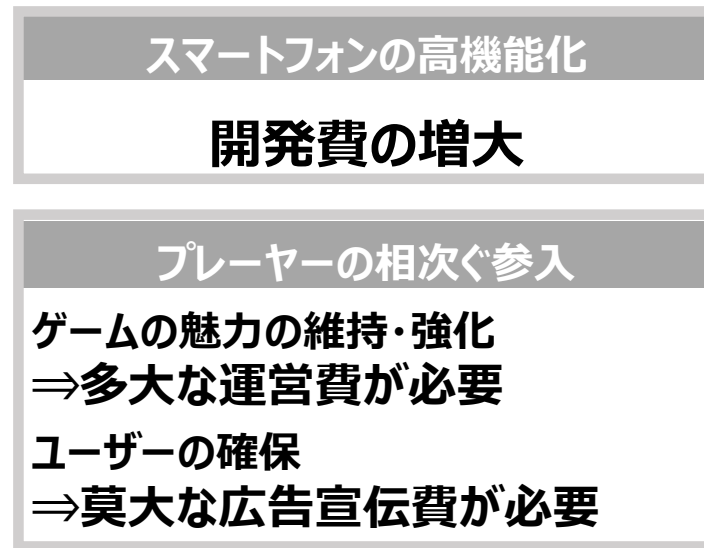 スマートフォンの高機能化
開発費の増大
プレーヤーの相次ぐ参入
ゲームの魅力の維持･強化
⇒多大な運営費が必要
ユーザーの確保
⇒莫大な広告宣伝費が必要